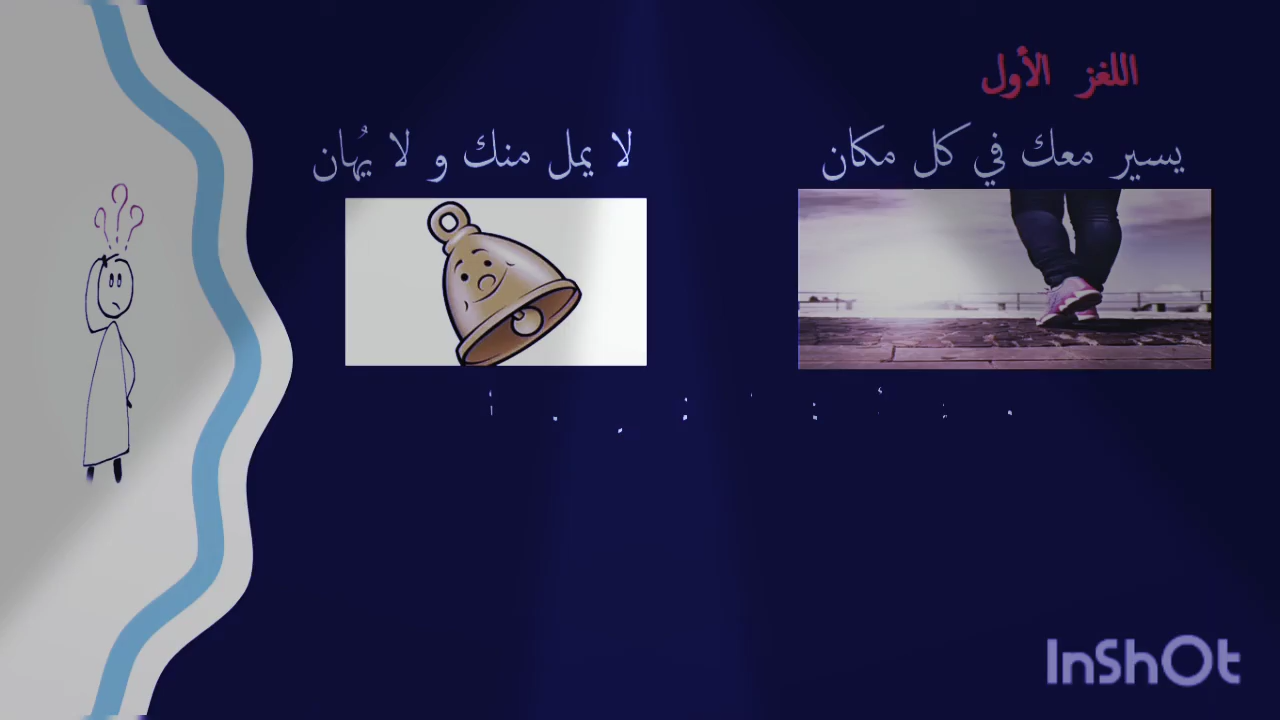 اللغز الأول
يسير معك في كل مكان
لا يمل منك و لا يُهان
InShOt